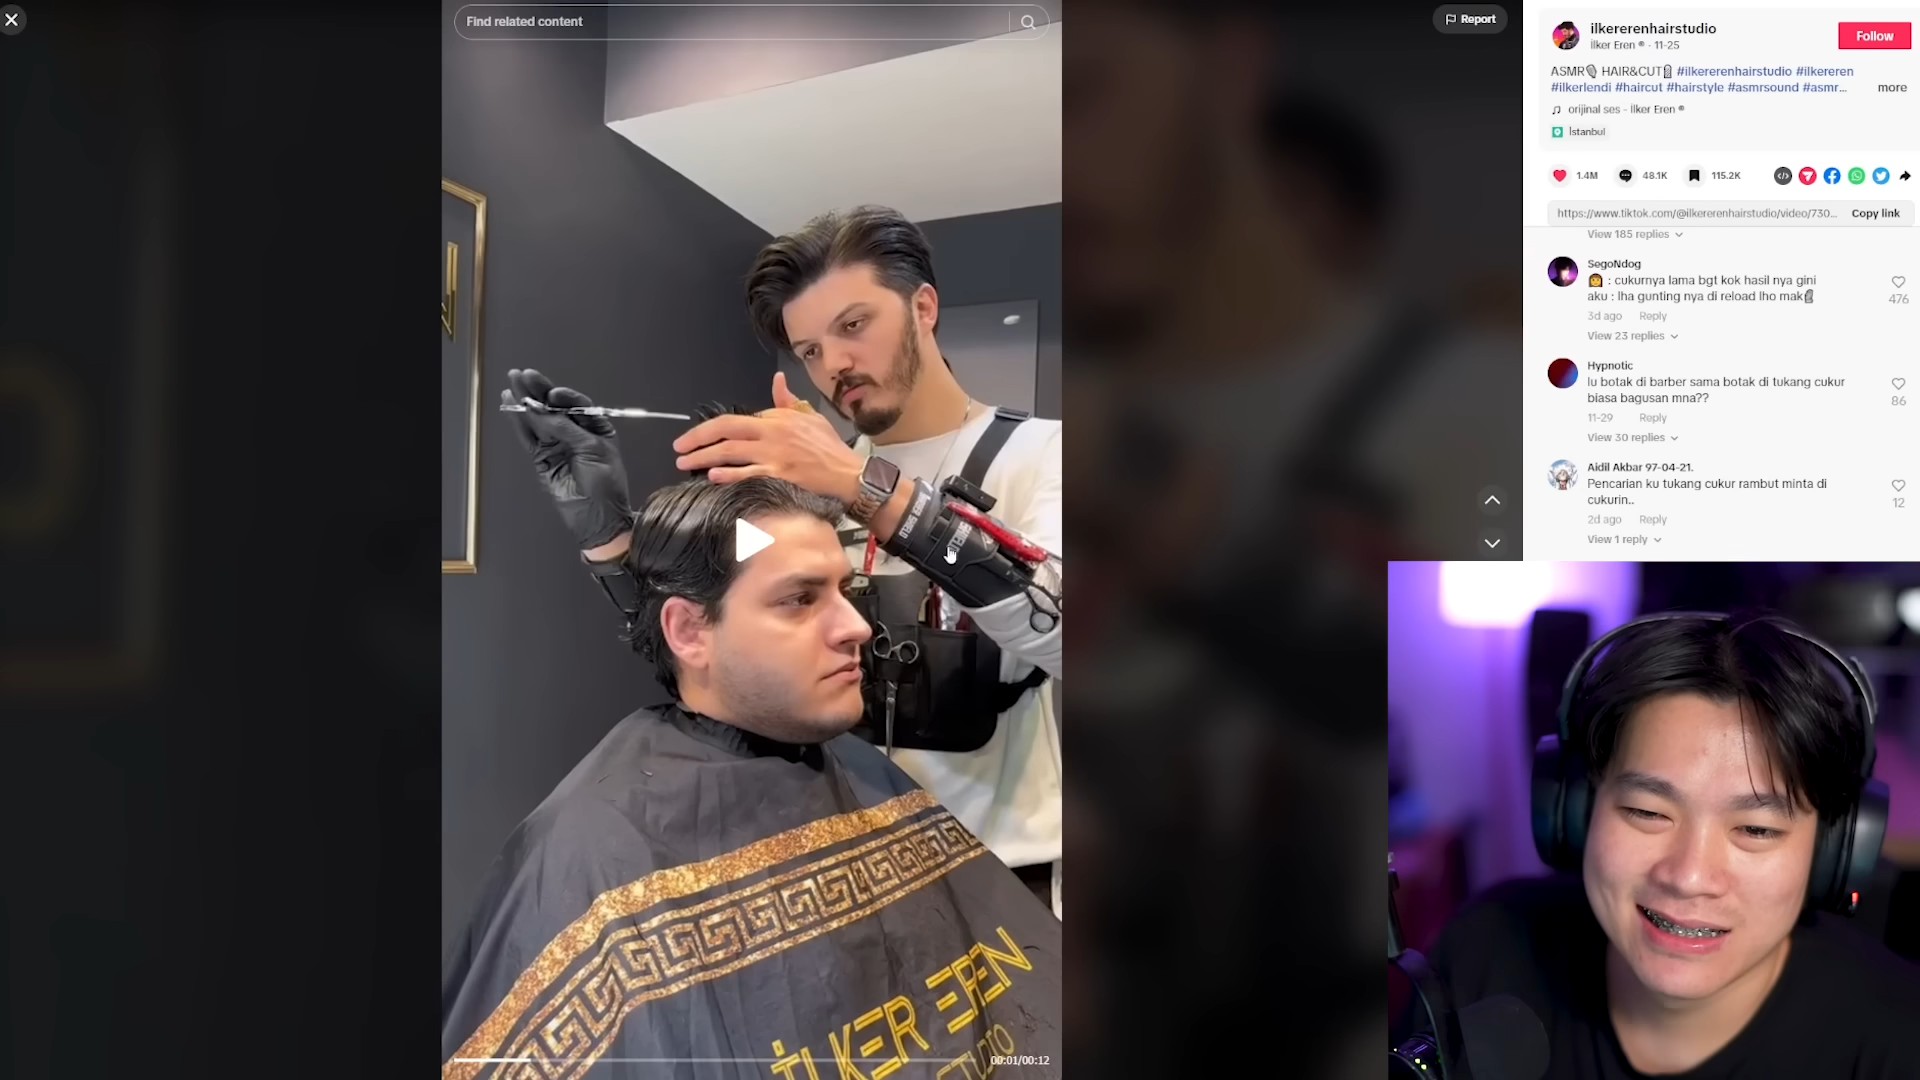 Find related content
Report
ilkererenhairstudio
İlker Eren ® · 11-25
Follow
ASMR HAIR&CUT #ilkererenhairstudio #ilkereren
#ilkerlendi #haircut #hairstyle #asmrsound #asmr...
more
orijinal ses - İlker Eren ®
İstanbul
1.4M
48.1K
115.2K
https://www.tiktok.com/@ilkererenhairstudio/video/730...
Copy link
View 185 replies
SegoNdog
: cukurnya lama bgt kok hasil nya gini
aku : lha gunting nya di reload lho mak
476
3d ago Reply
View 23 replies
Hypnotic
lu botak di barber sama botak di tukang cukur
biasa bagusan mna??
86
11-29 Reply
View 30 replies
Aidil Akbar 97-04-21.
Pencarian ku tukang cukur rambut minta di
cukurin..
12
2d ago Reply
View 1 reply
İLKER EREN
STUDIO
00:01/00:12